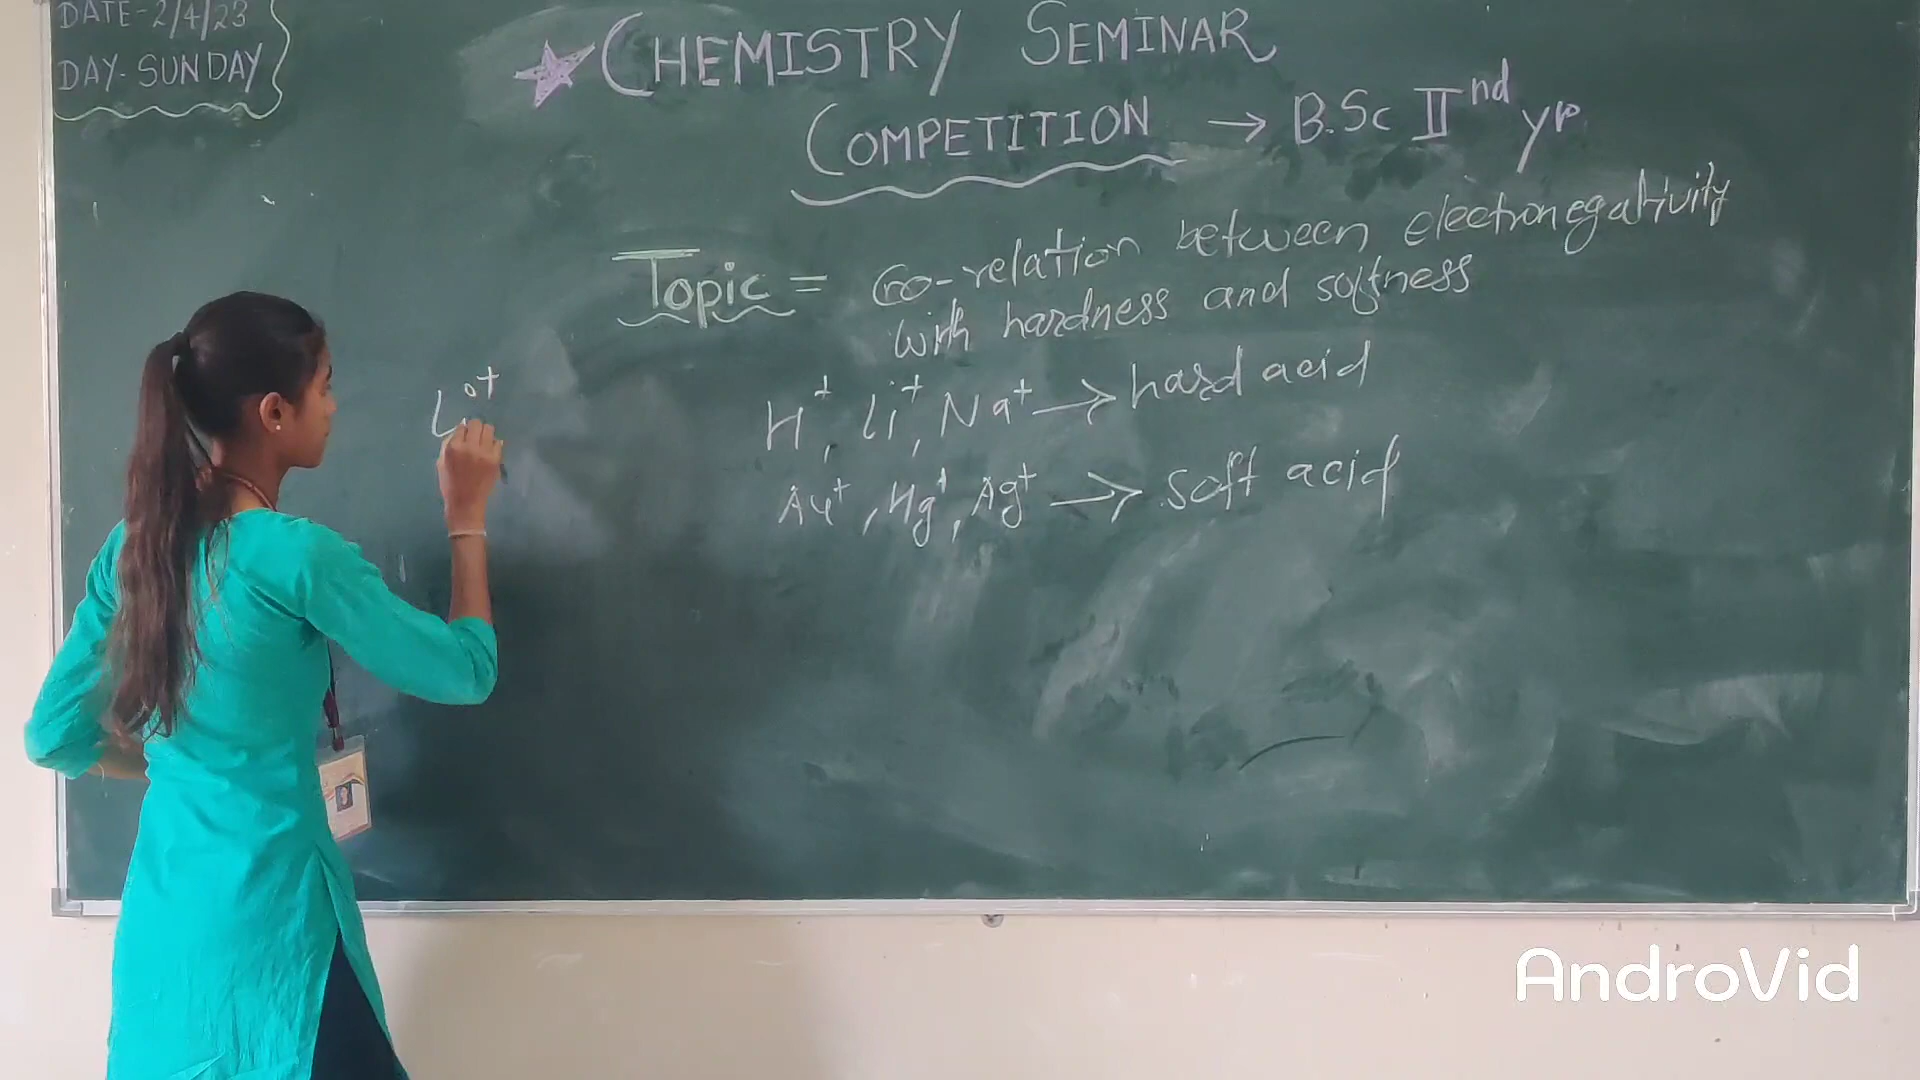 DATE-2/4/23
DAY-SUNDAY
CHEMISTRY SEMINAR
COMPETITION → B.Sc IInd yr
Topic = Co-relation between electronegativity
with hardness and softness
H+, Li+, Na+ → hard acid
Au+, Hg+, Ag+ → soft acid
AndroVid